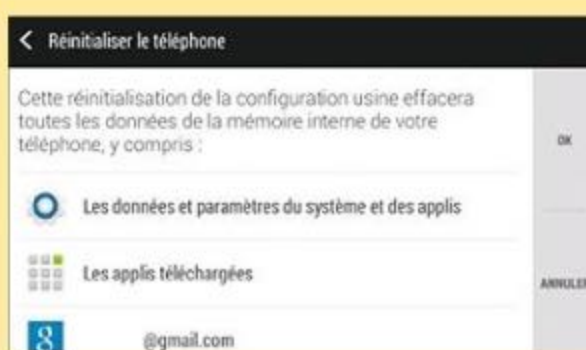 Réinitialiser le téléphone
Cette réinitialisation de la configuration usine effacera
toutes les données de la mémoire interne de votre
téléphone, y compris :
OK
Les données et paramètres du système et des applis
Les applis téléchargées
ANNULER
8
@gmail.com